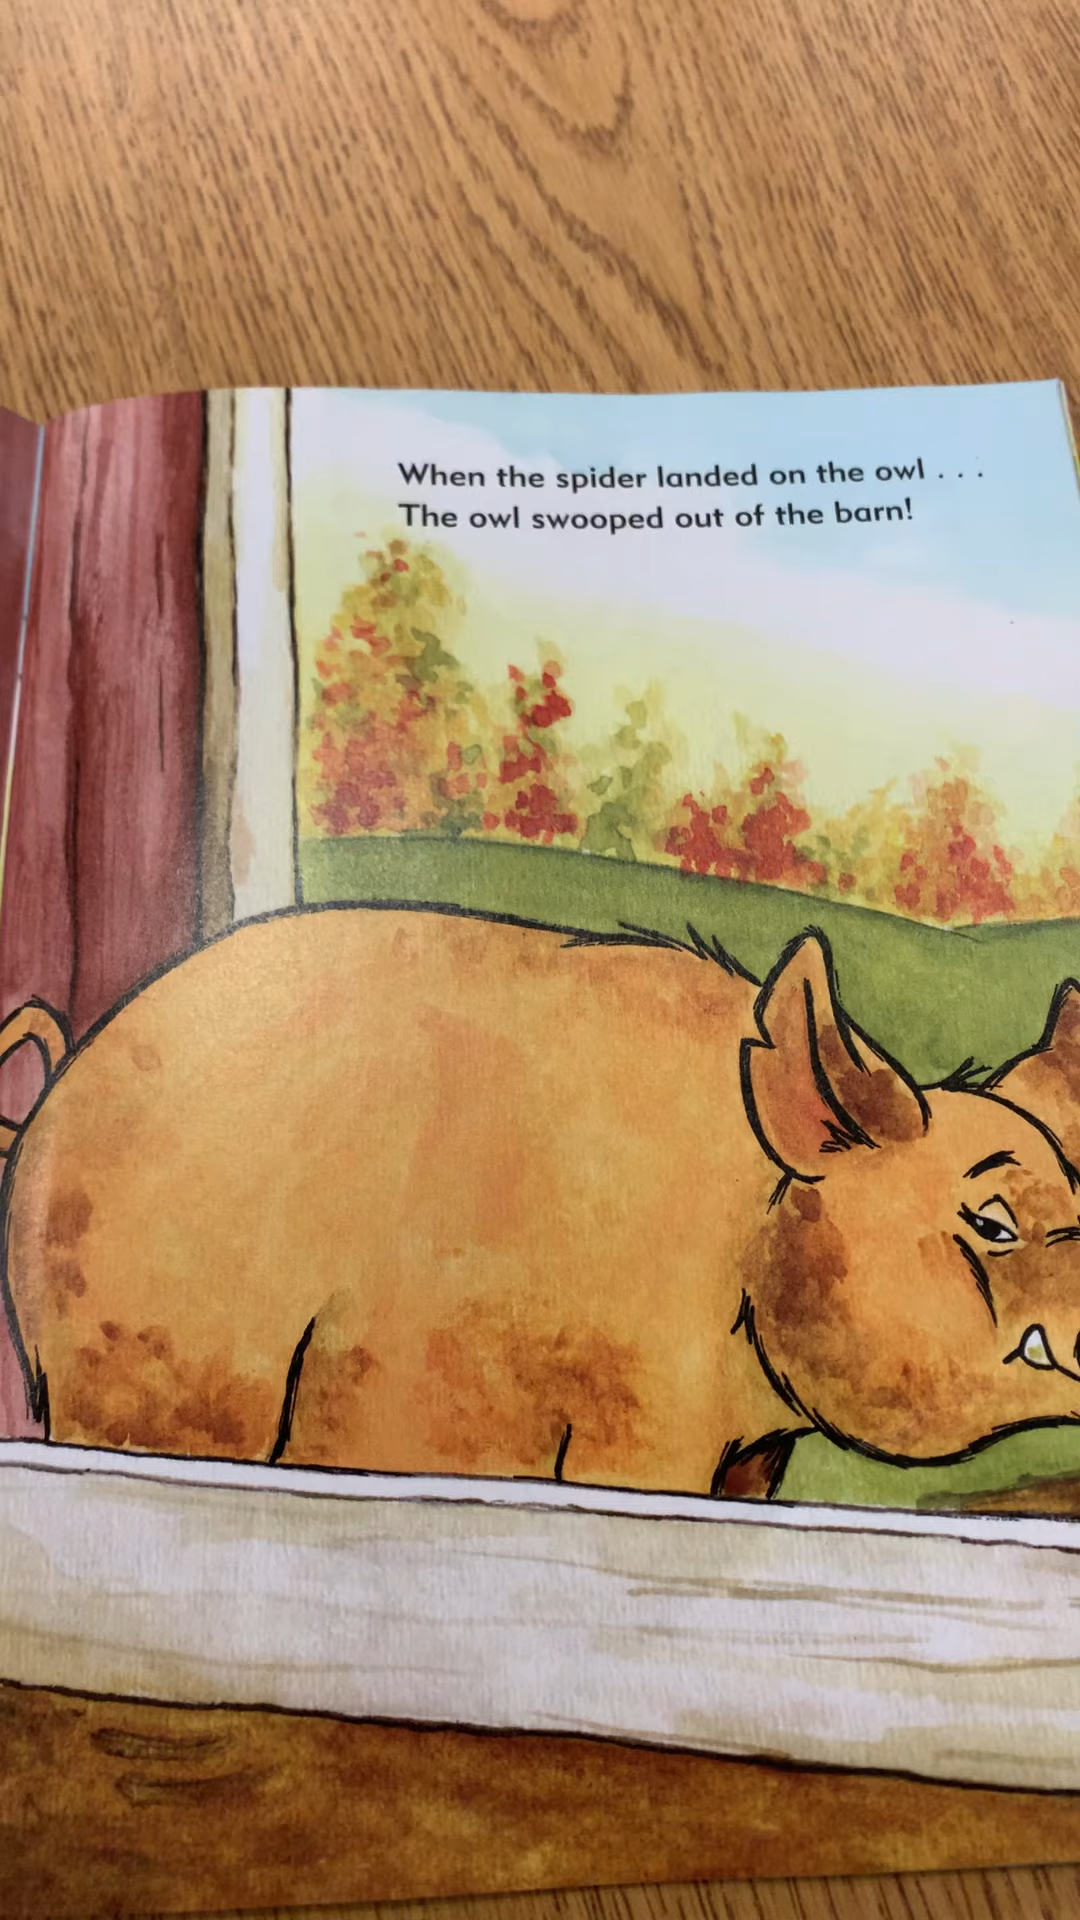 When the spider landed on the owl . . .
The owl swooped out of the barn!